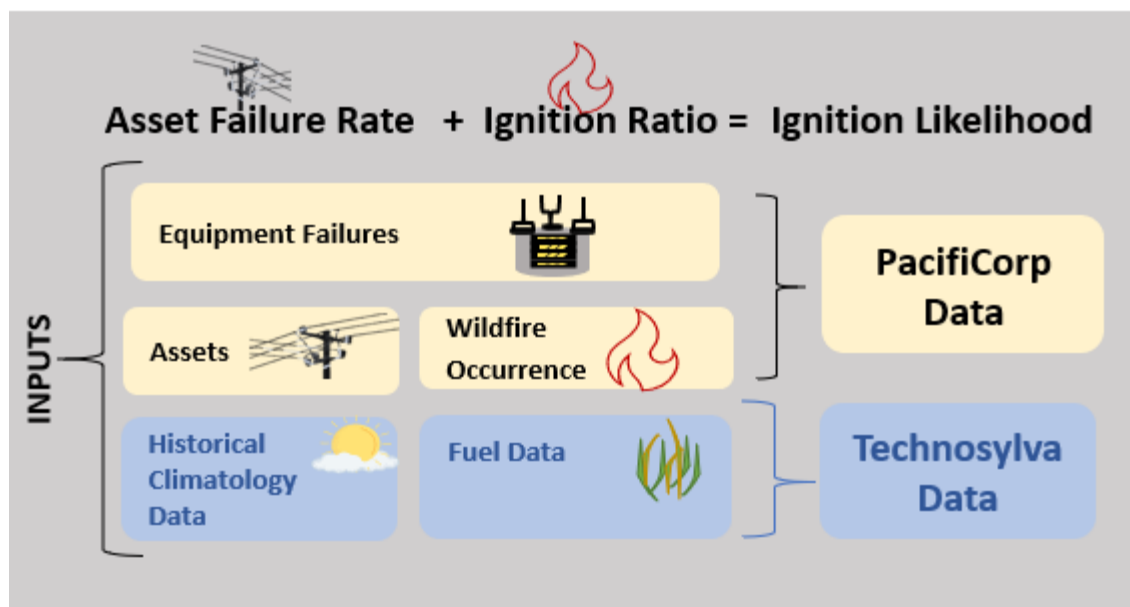 Asset Failure Rate + Ignition Ratio = Ignition Likelihood
INPUTS
Equipment Failures
Assets
Wildfire
Occurrence
PacifiCorp
Data
Historical
Climatology
Data
Fuel Data
Technosylva
Data